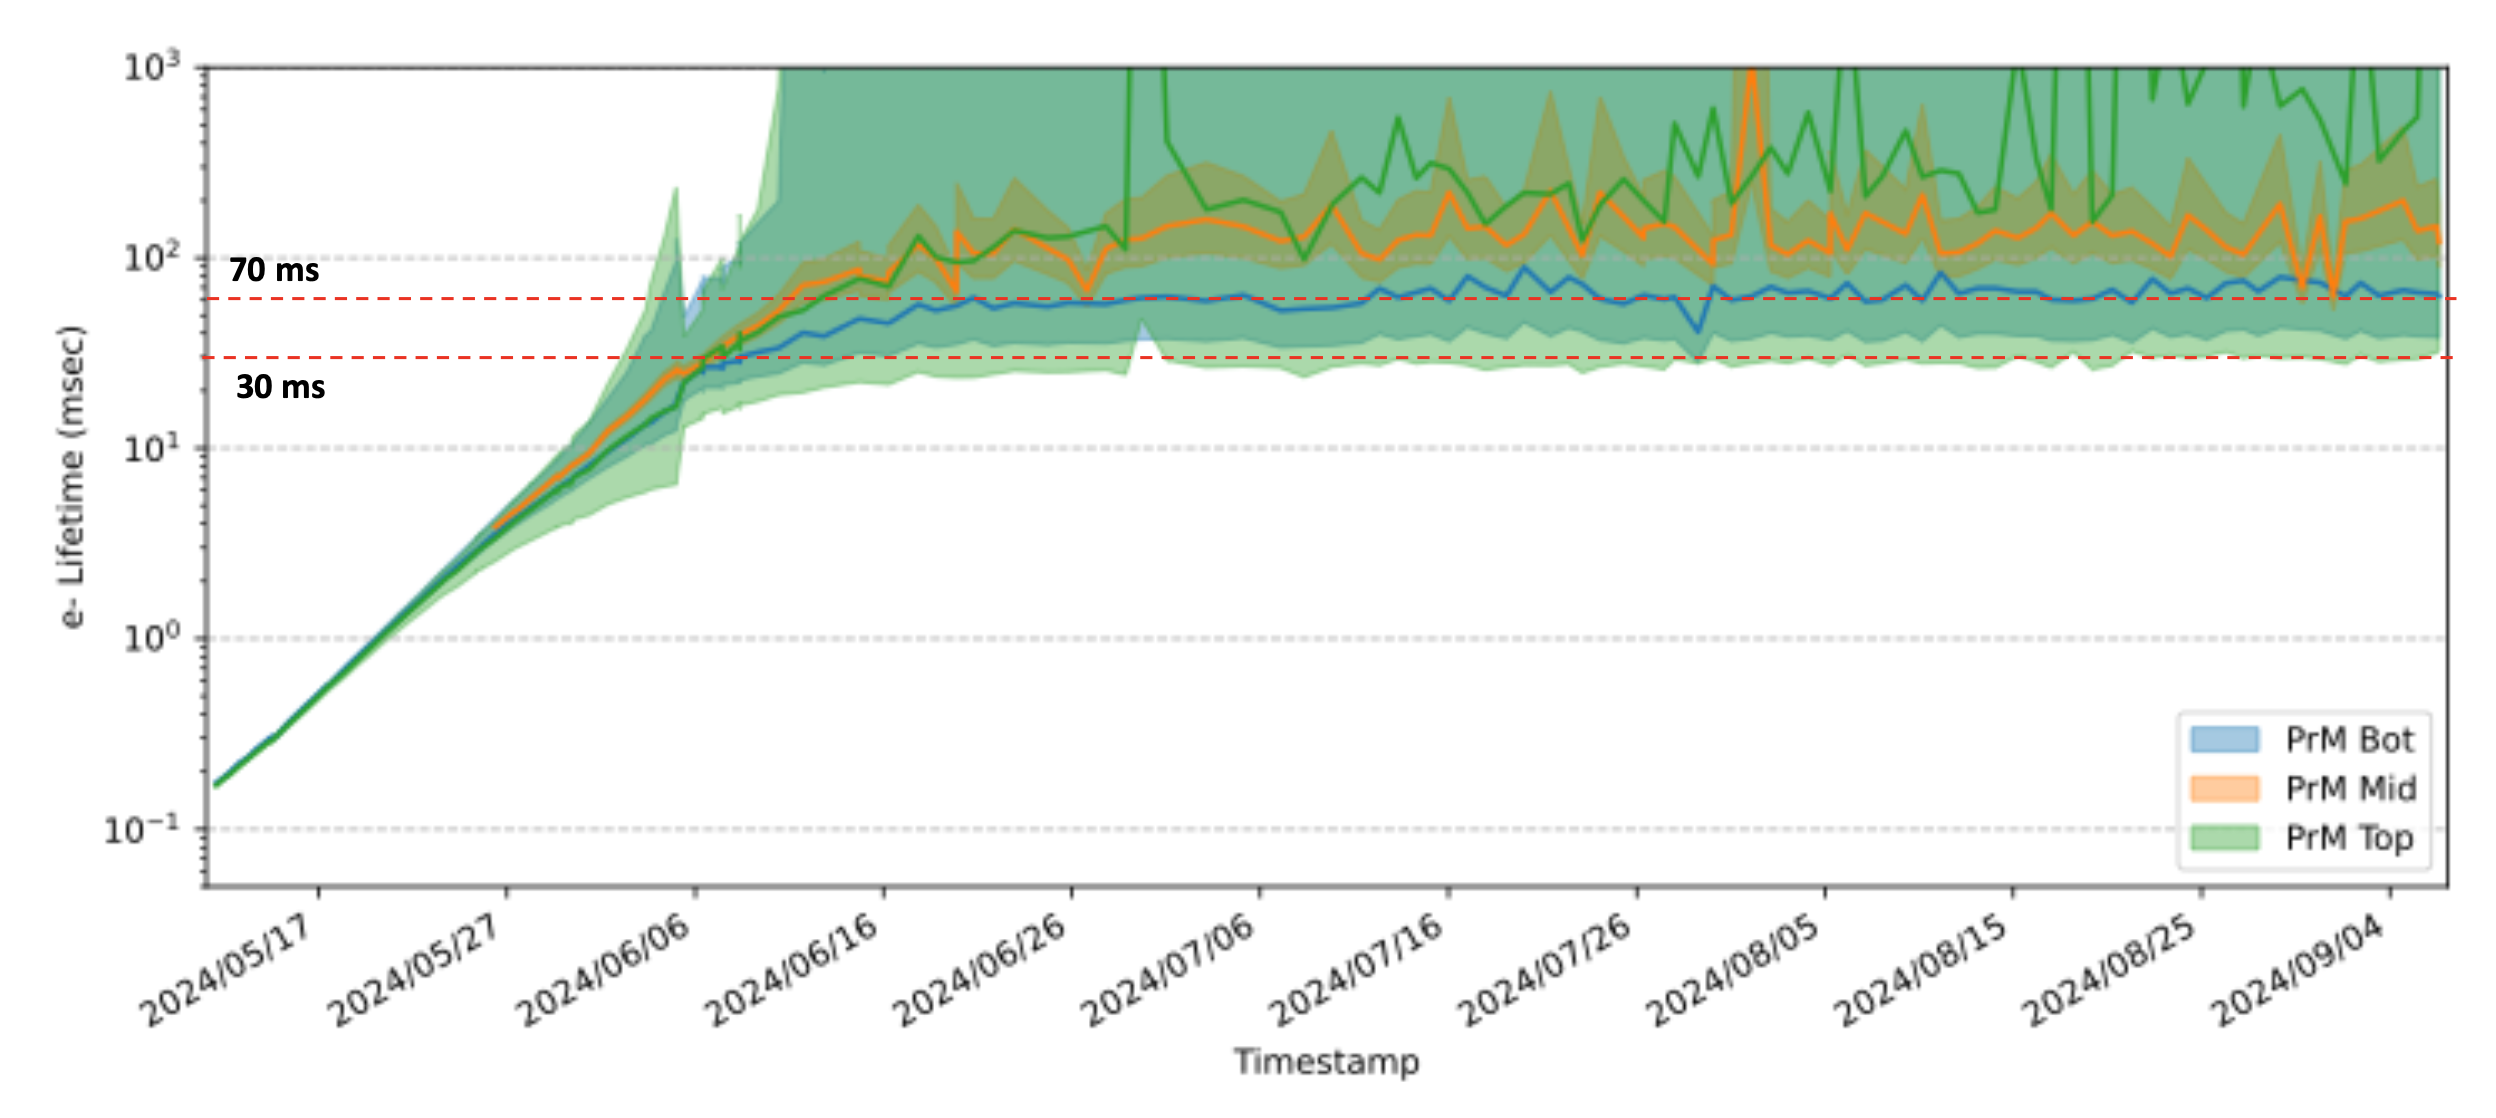 10³
10²
70 ms
30 ms
10¹
10⁰
10⁻¹
e- Lifetime (msec)
PrM Bot
PrM Mid
PrM Top
2024/05/17
2024/05/27
2024/06/06
2024/06/16
2024/06/26
2024/07/06
2024/07/16
2024/07/26
2024/08/05
2024/08/15
2024/08/25
2024/09/04
Timestamp